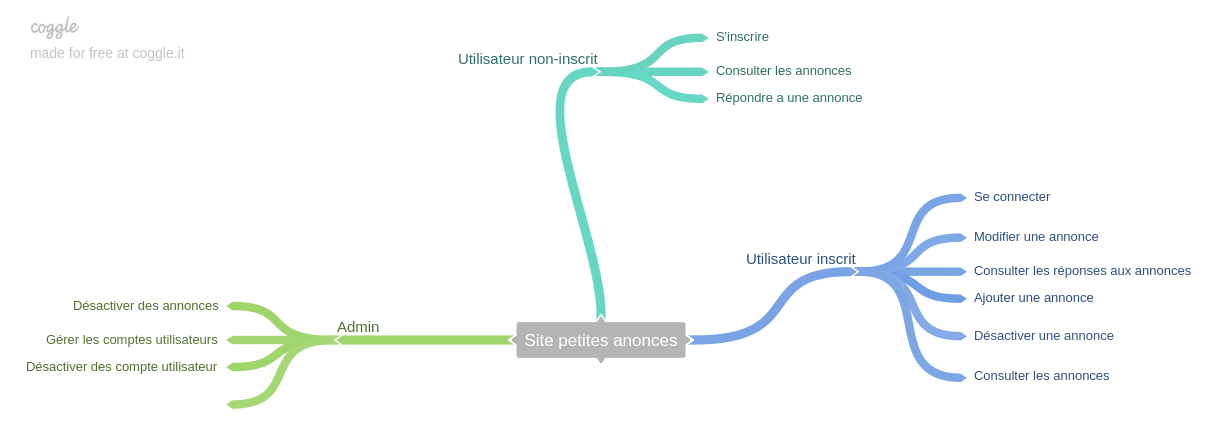 coggle
made for free at coggle.it
Utilisateur non-inscrit
S'inscrire
Consulter les annonces
Répondre a une annonce
Utilisateur inscrit
Se connecter
Modifier une annonce
Consulter les réponses aux annonces
Ajouter une annonce
Désactiver une annonce
Consulter les annonces
Site petites anonces
Admin
Désactiver des annonces
Gérer les comptes utilisateurs
Désactiver des compte utilisateur